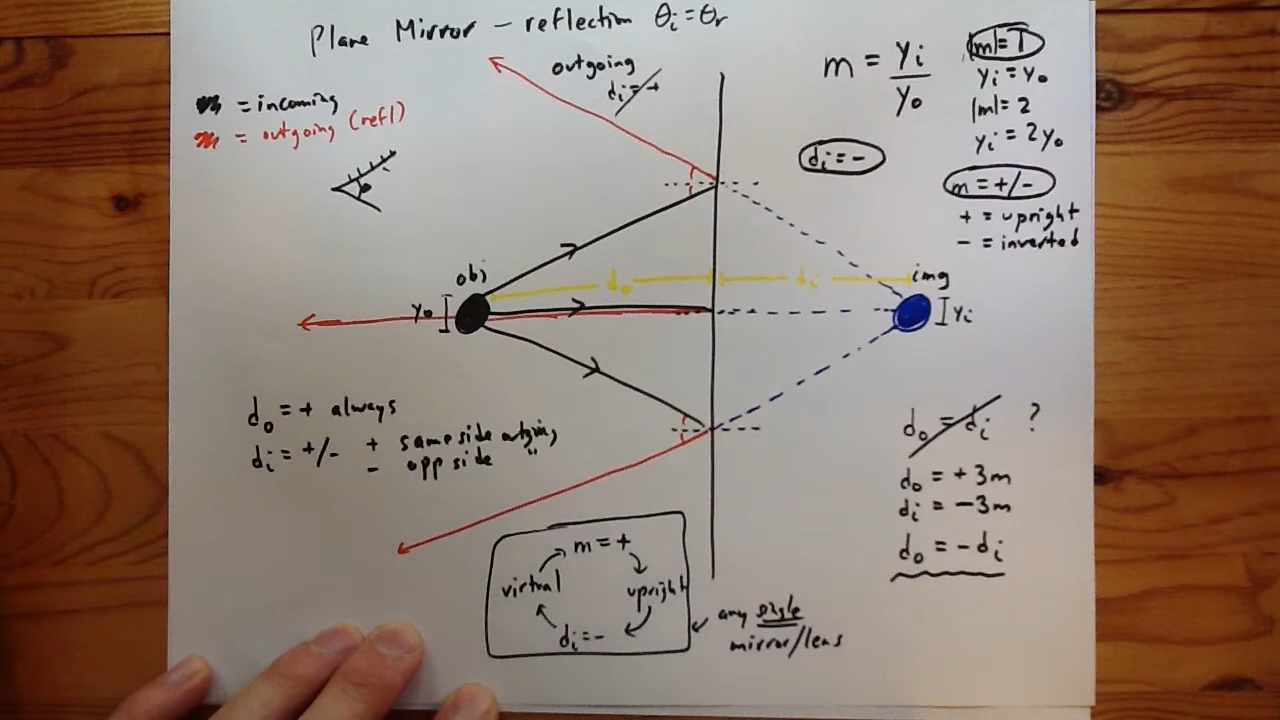 Plane Mirror - reflection θi = θr
= incoming
= outgoing (refl)
outgoing
di = +
m = yi/yo
|m| = 1
yi = yo
|m| = 2
yi = 2yo
di = -
m = +/-
+ = upright
- = inverted
obj
img
do
di
yo
yi
do = + always
di = +/- + same side outgoing
- opp side "
do = di ?
do = +3m
di = -3m
do = -di
m = +
virtual
upright
di = -
any single
mirror/lens